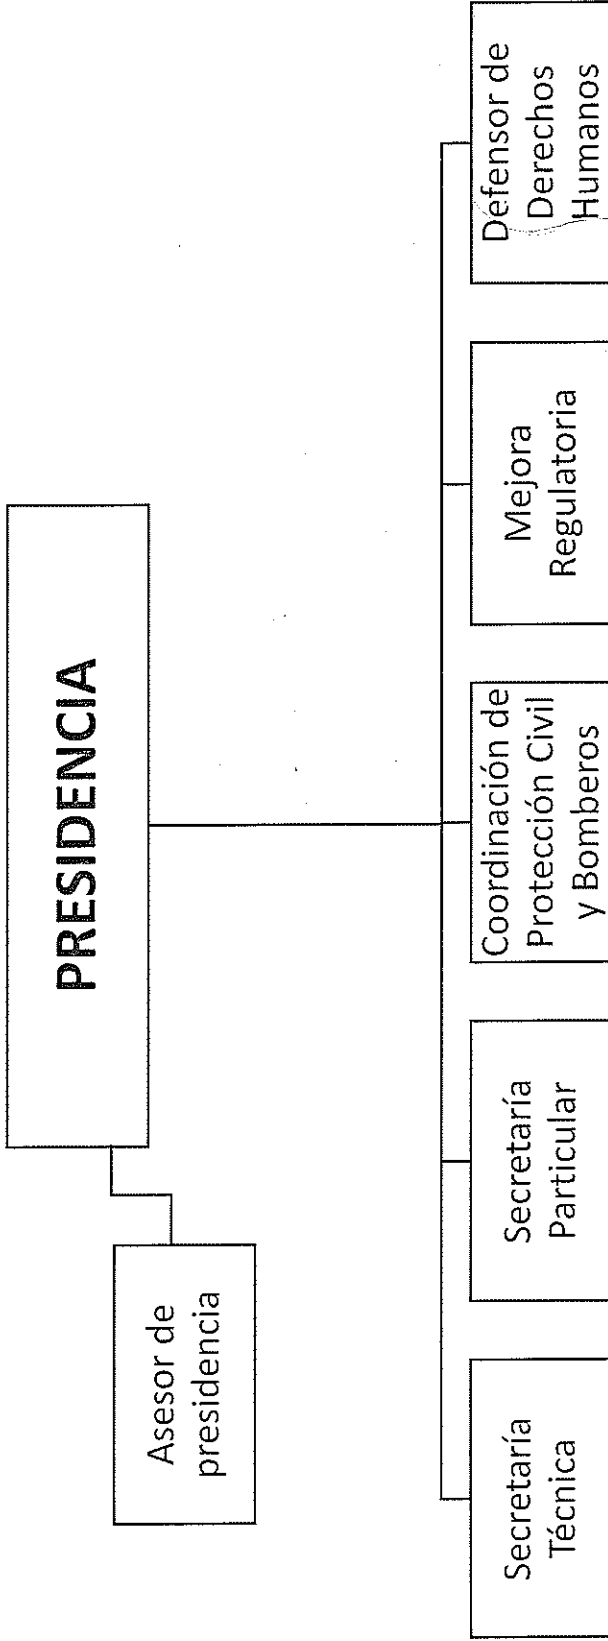 PRESIDENCIA
Asesor de
presidencia
Secretaría
Técnica
Secretaría
Particular
Coordinación de
Protección Civil
y Bomberos
Mejora
Regulatoria
Defensor de
Derechos
Humanos